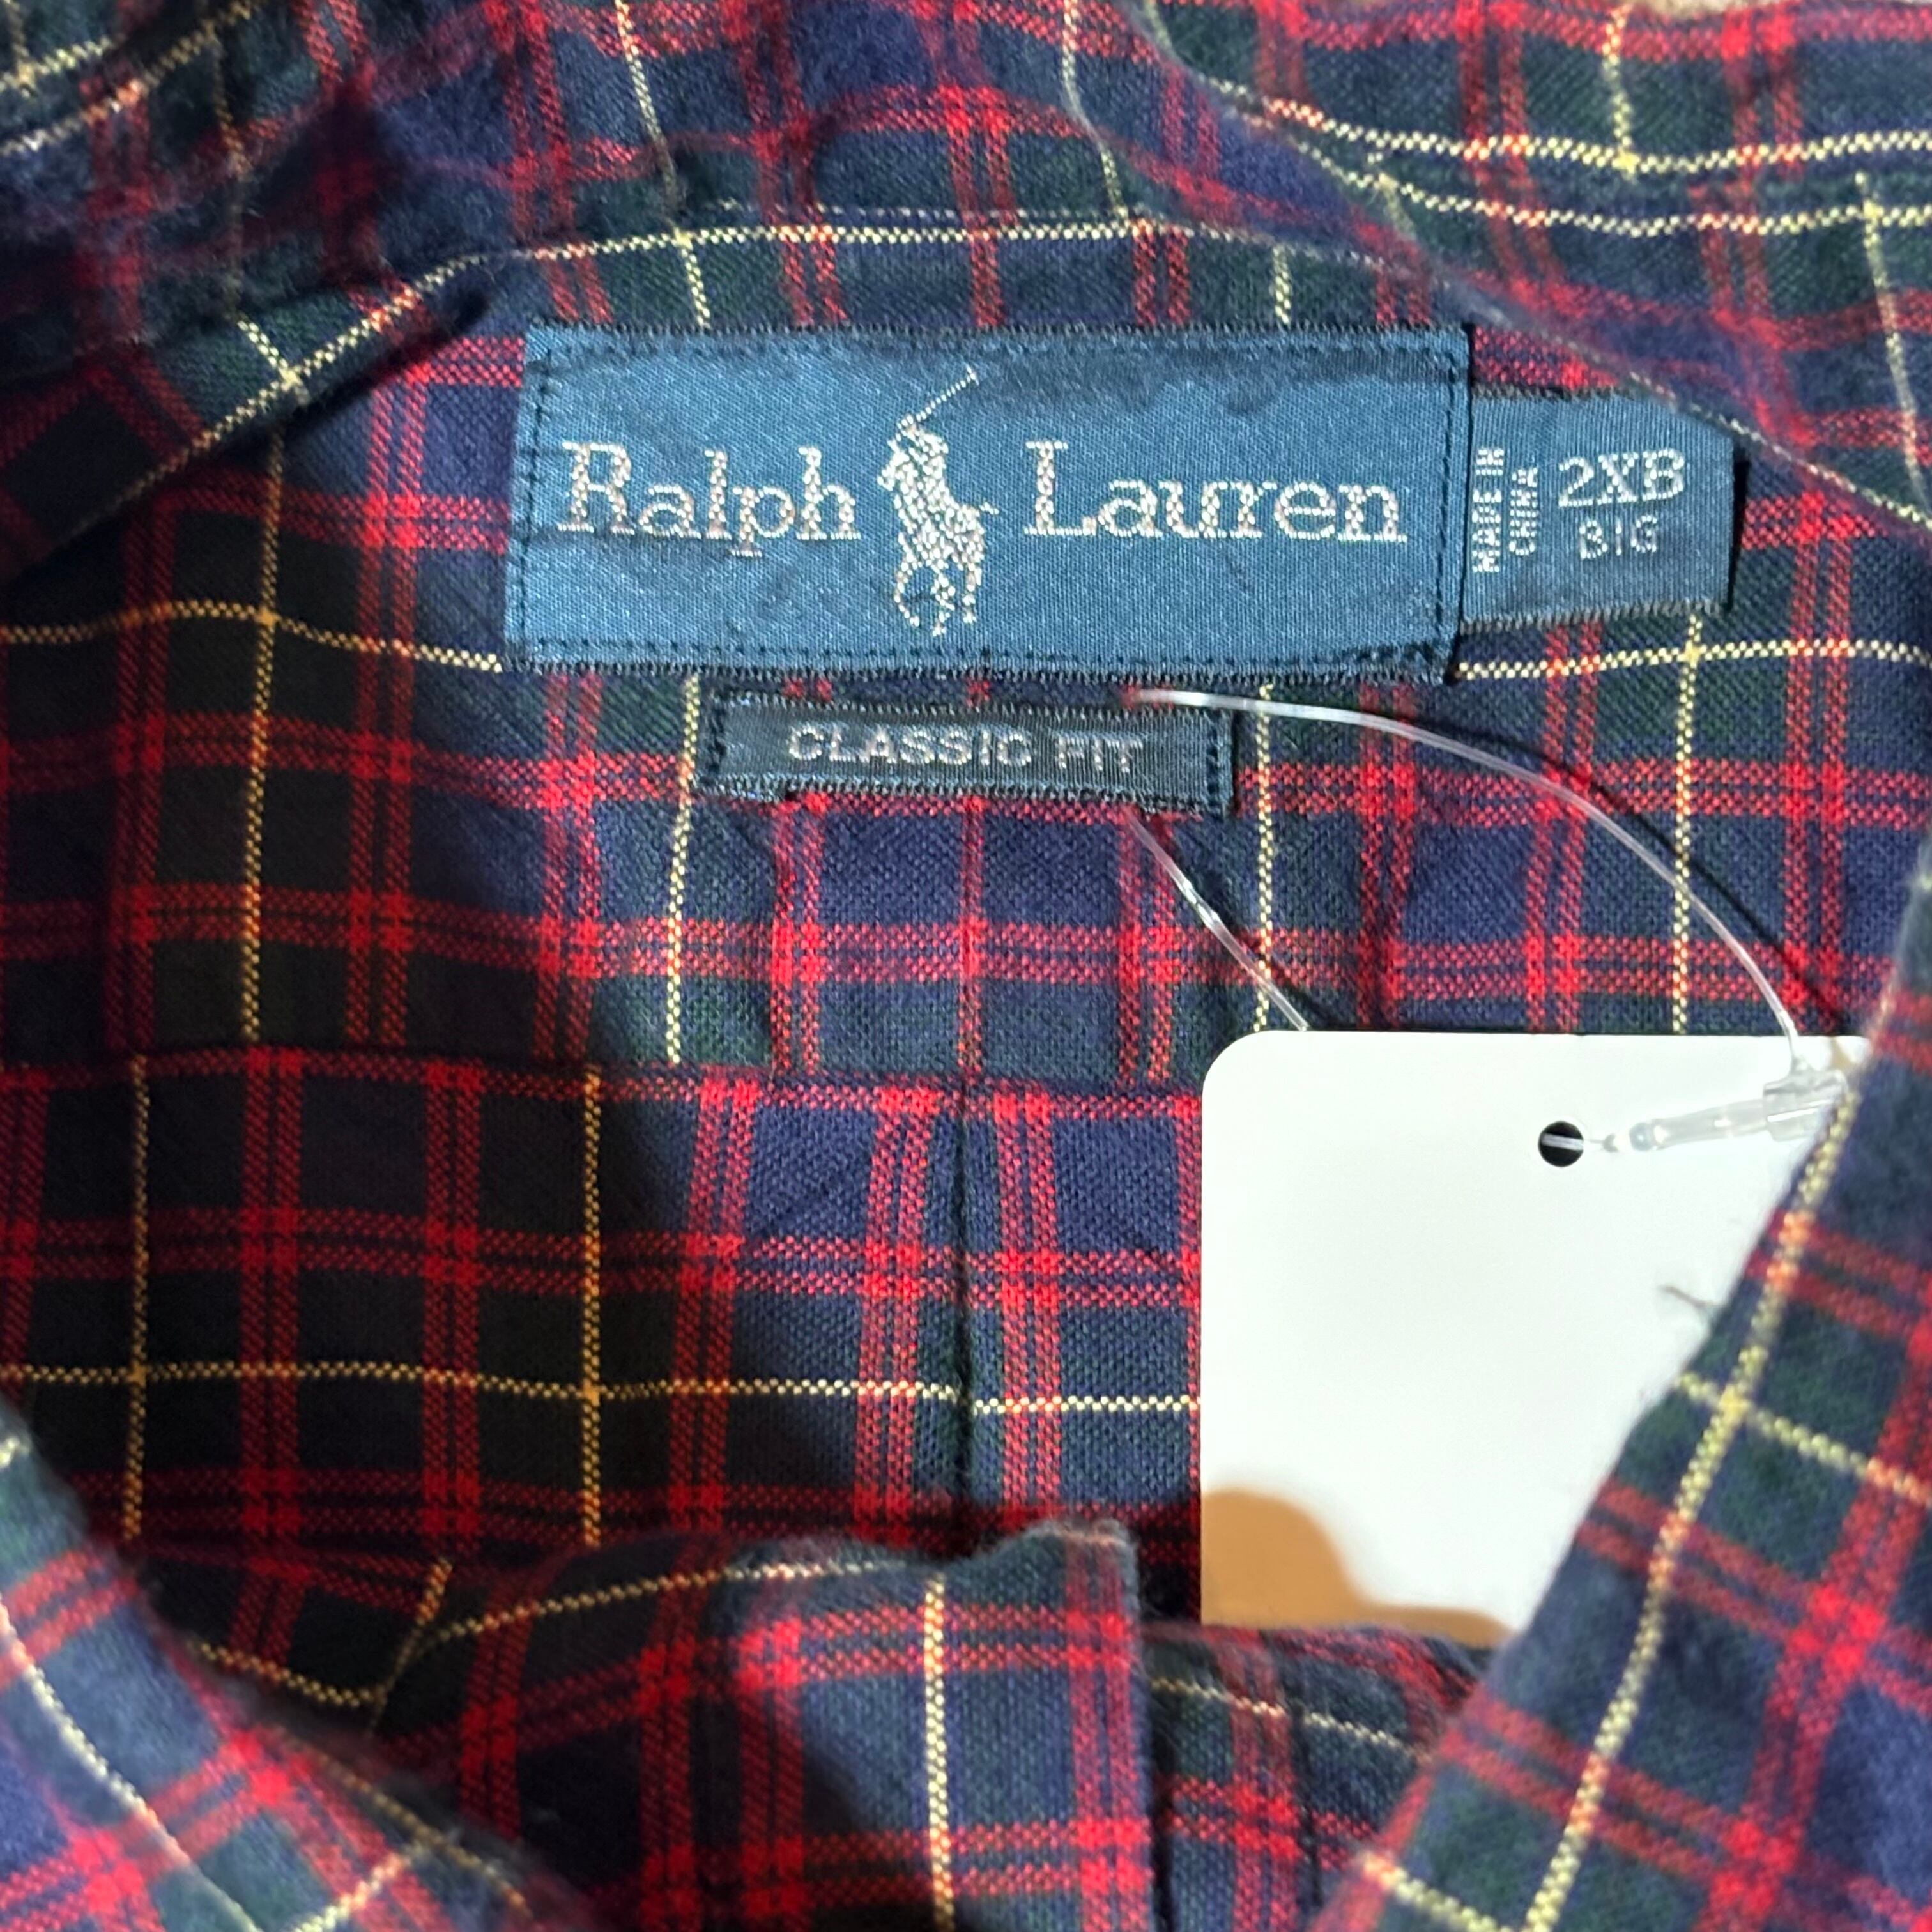 Ralph Lauren
MADE IN
CHINA
2XB
BIG
CLASSIC FIT